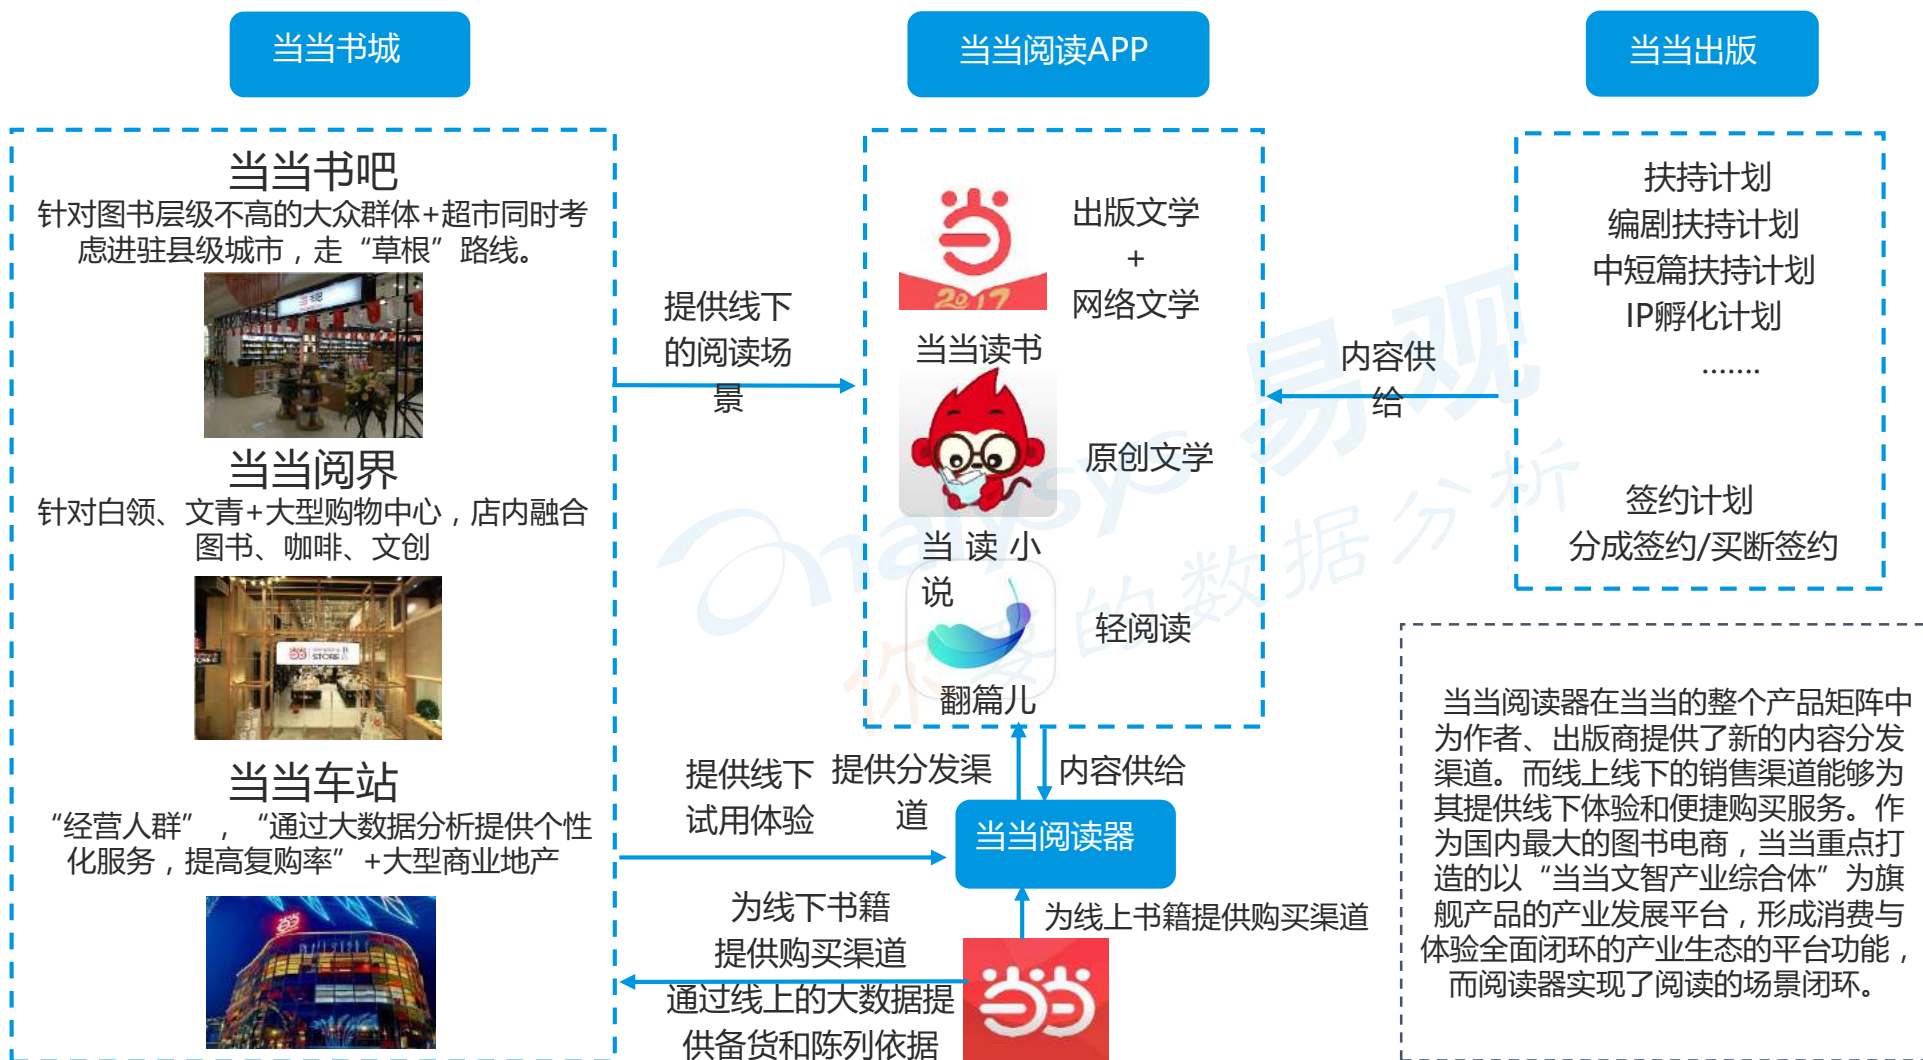 当当书城
当当阅读APP
当当出版
当当书吧
针对图书层级不高的大众群体+超市同时考
虑进驻县级城市，走“草根”路线。
当当阅界
针对白领、文青+大型购物中心，店内融合
图书、咖啡、文创
STORE
当当车站
“经营人群”，“通过大数据分析提供个性
化服务，提高复购率”+大型商业地产
提供线下
的阅读场
景
2017
出版文学
+
网络文学
当当读书
原创文学
当读小
说
轻阅读
翻篇儿
内容供
给
扶持计划
编剧扶持计划
中短篇扶持计划
IP孵化计划
.......
签约计划
分成签约/买断签约
提供线下
试用体验
提供分发渠
道
内容供给
当当阅读器
为线下书籍
提供购买渠道
通过线上的大数据提
供备货和陈列依据
为线上书籍提供购买渠道
当当
当当阅读器在当当的整个产品矩阵中
为作者、出版商提供了新的内容分发
渠道。而线上线下的销售渠道能够为
其提供线下体验和便捷购买服务。作
为国内最大的图书电商，当当重点打
造的以“当当文智产业综合体”为旗
舰产品的产业发展平台，形成消费与
体验全面闭环的产业生态的平台功能，
而阅读器实现了阅读的场景闭环。
analysys 易观
你要的数据分析